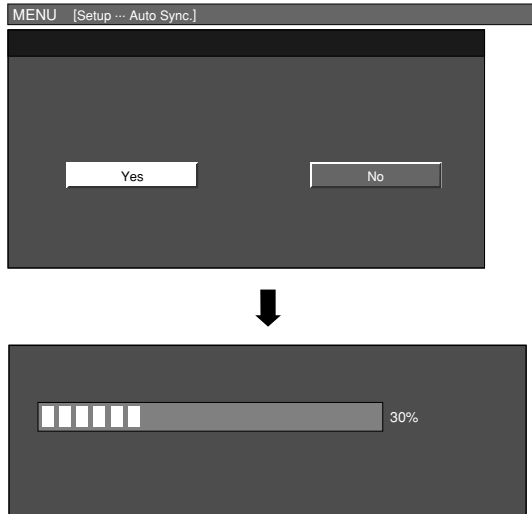 MENU [Setup ··· Auto Sync.]
Yes No
30%